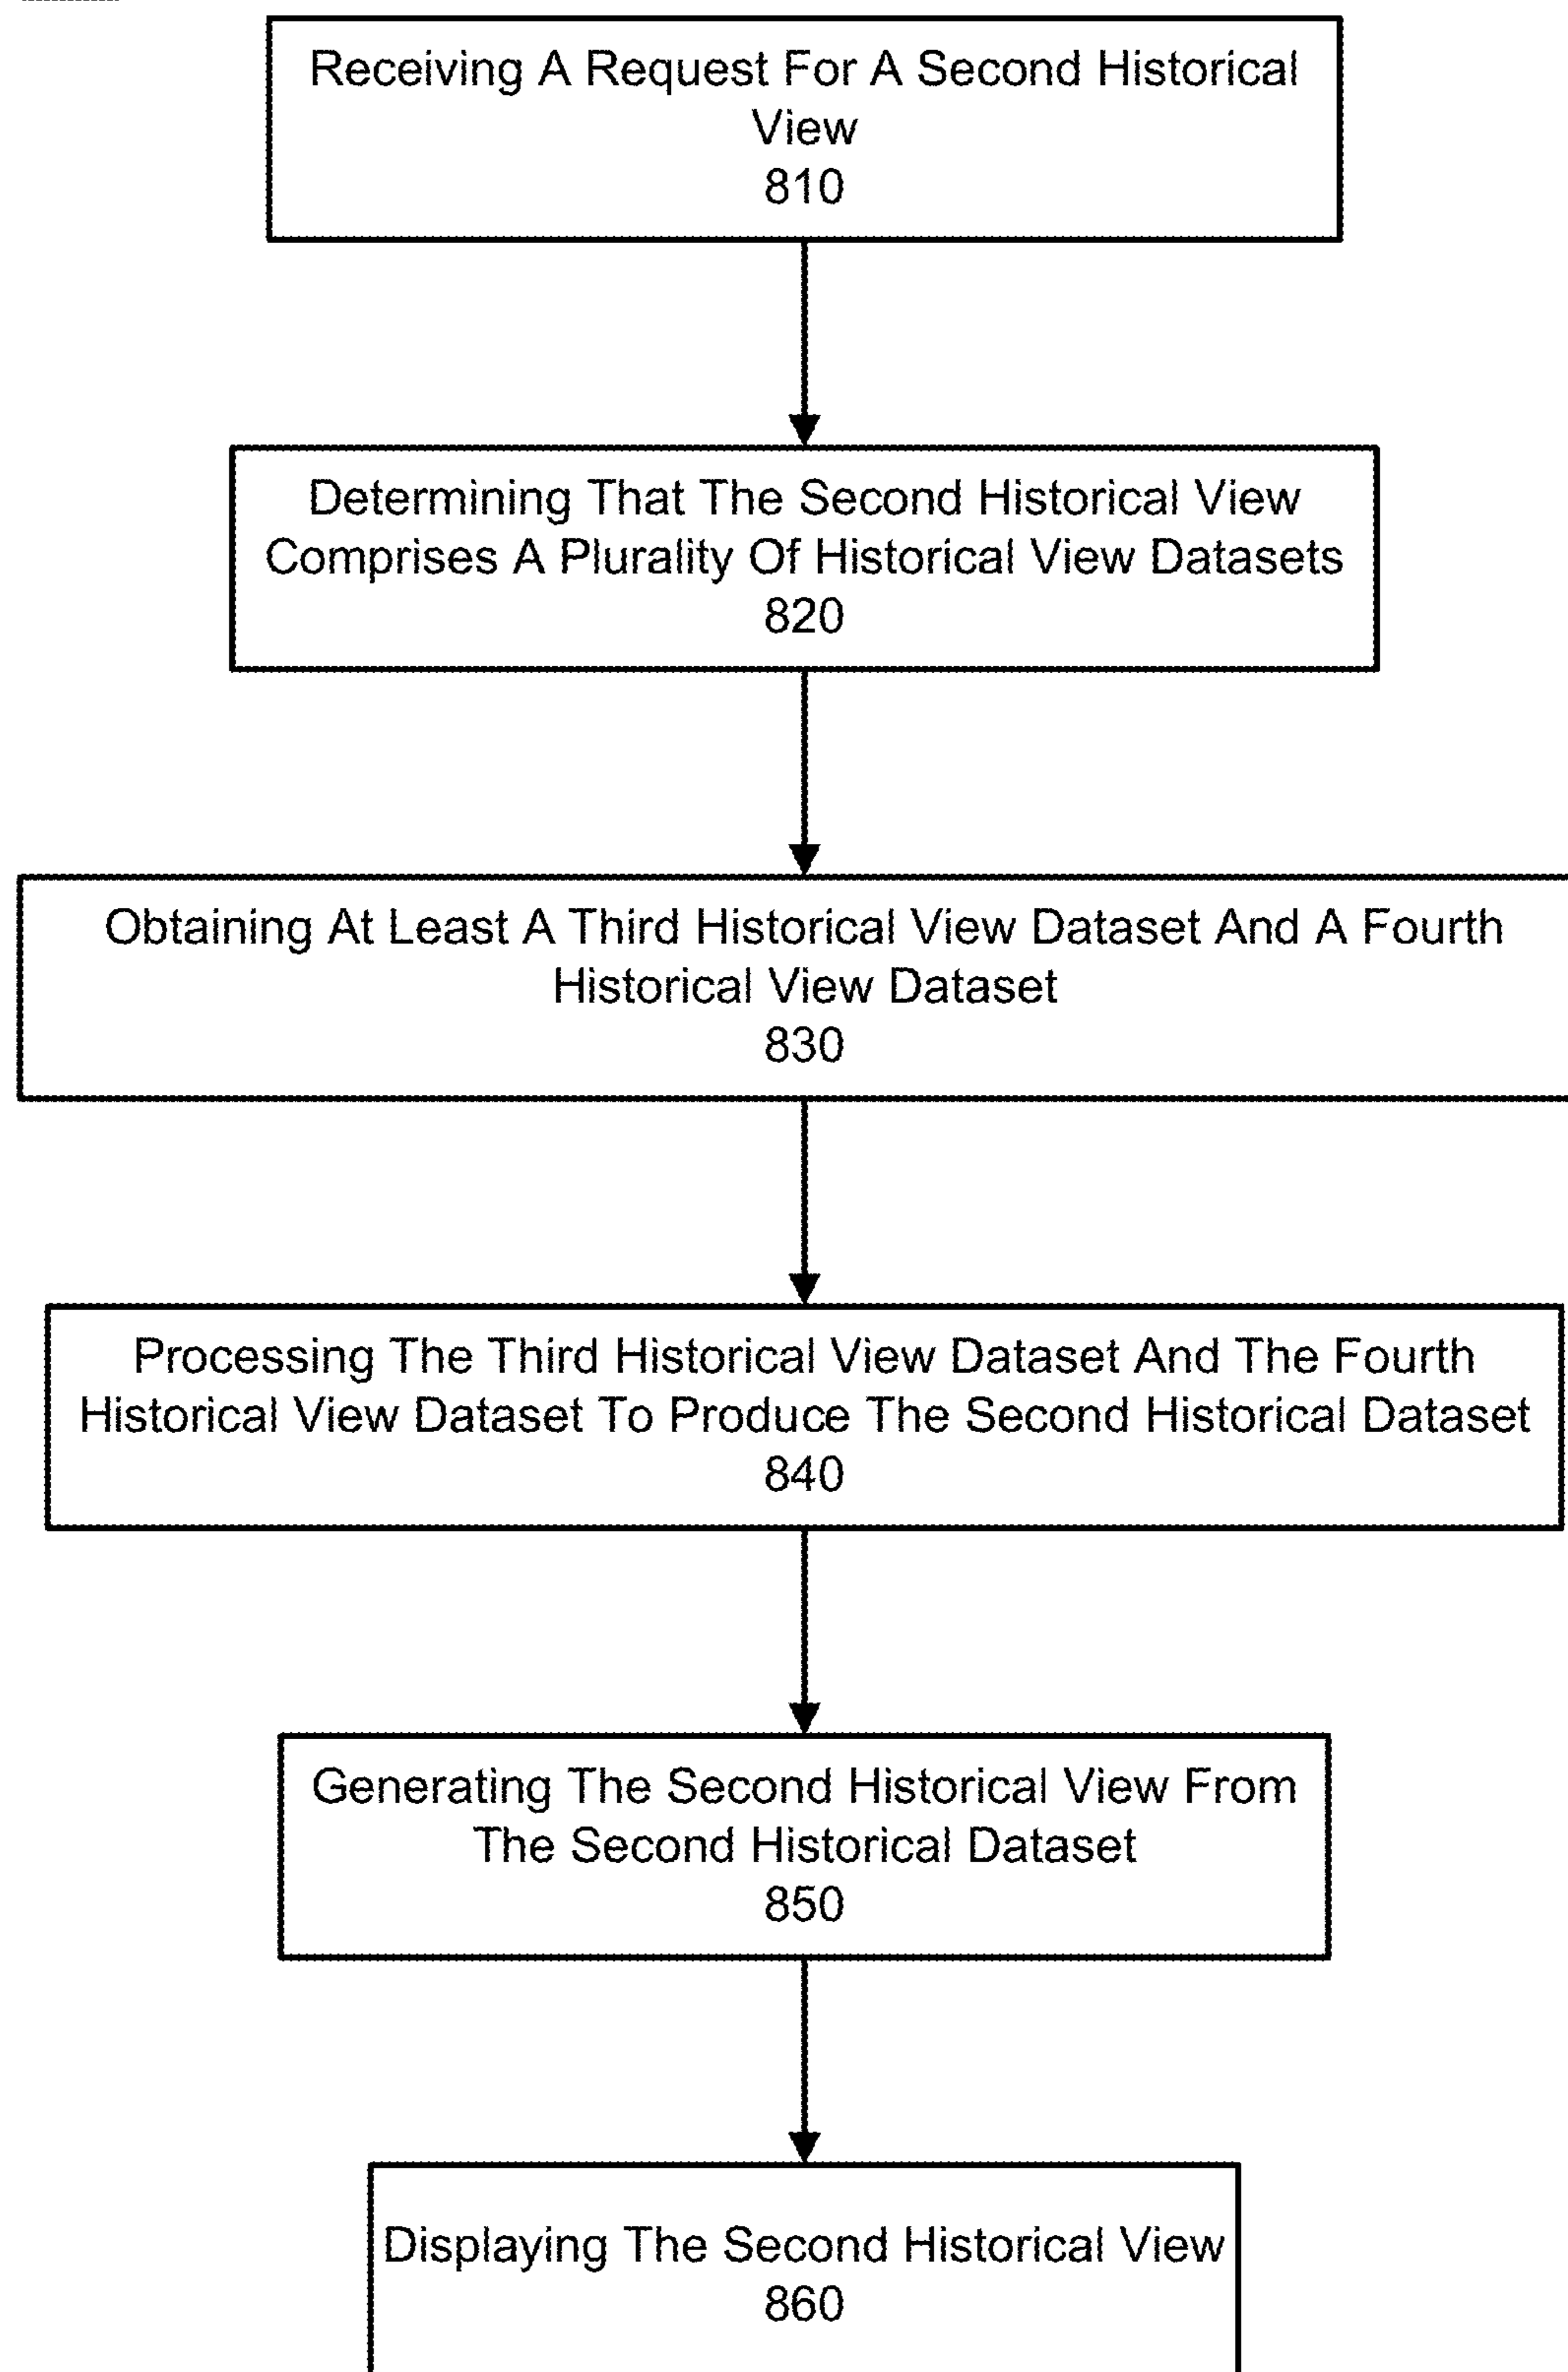 Receiving A Request For A Second Historical
View
810
Determining That The Second Historical View
Comprises A Plurality Of Historical View Datasets
820
Obtaining At Least A Third Historical View Dataset And A Fourth
Historical View Dataset
830
Processing The Third Historical View Dataset And The Fourth
Historical View Dataset To Produce The Second Historical Dataset
840
Generating The Second Historical View From
The Second Historical Dataset
850
Displaying The Second Historical View
860